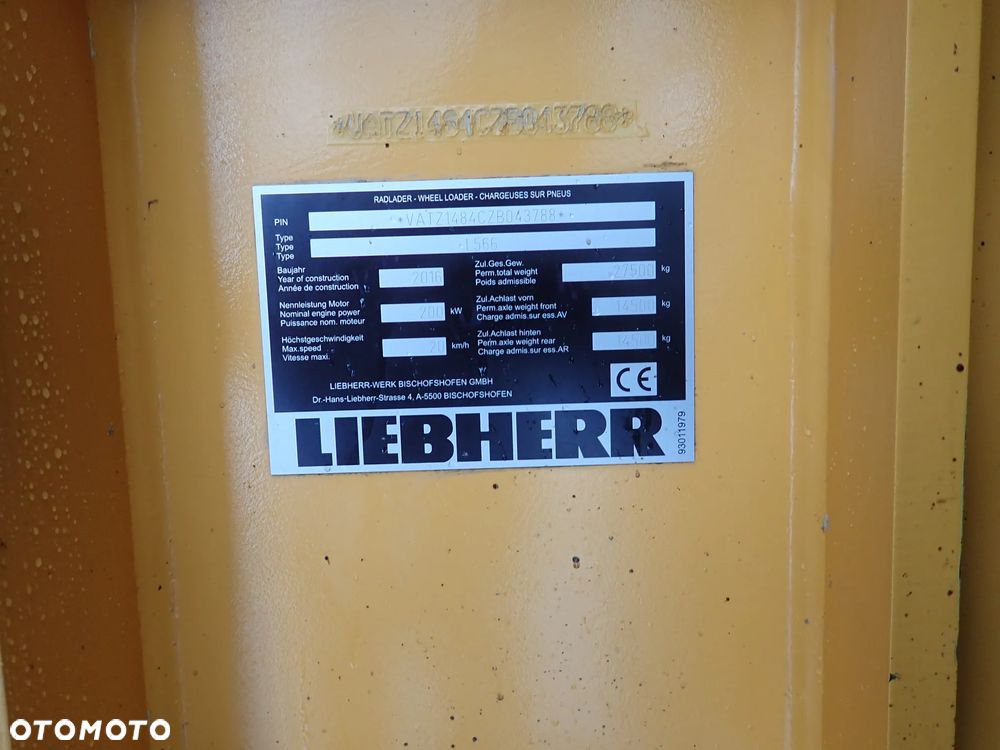 *VATZ1484CZB043788*
RADLADER - WHEEL LOADER - CHARGEUSES SUR PNEUS
PIN *VATZ1484CZB043788*
Type
Type L566
Type
Baujahr
Year of construction 2016
Année de construction
Zul.Ges.Gew.
Perm.total weight 27500 kg
Poids admissible
Nennleistung Motor
Nominal engine power 200 kW
Puissance nom. moteur
Zul.Achlast vorn
Perm.axle weight front 14500 kg
Charge admis.sur ess.AV
Höchstgeschwindigkeit
Max.speed 20 km/h
Vitesse maxi.
Zul.Achlast hinten
Perm.axle weight rear 14500 kg
Charge admis.sur ess.AR
LIEBHERR-WERK BISCHOFSHOFEN GMBH
Dr.-Hans-Liebherr-Strasse 4, A-5500 BISCHOFSHOFEN
CE
LIEBHERR
93011979
OTOMOTO